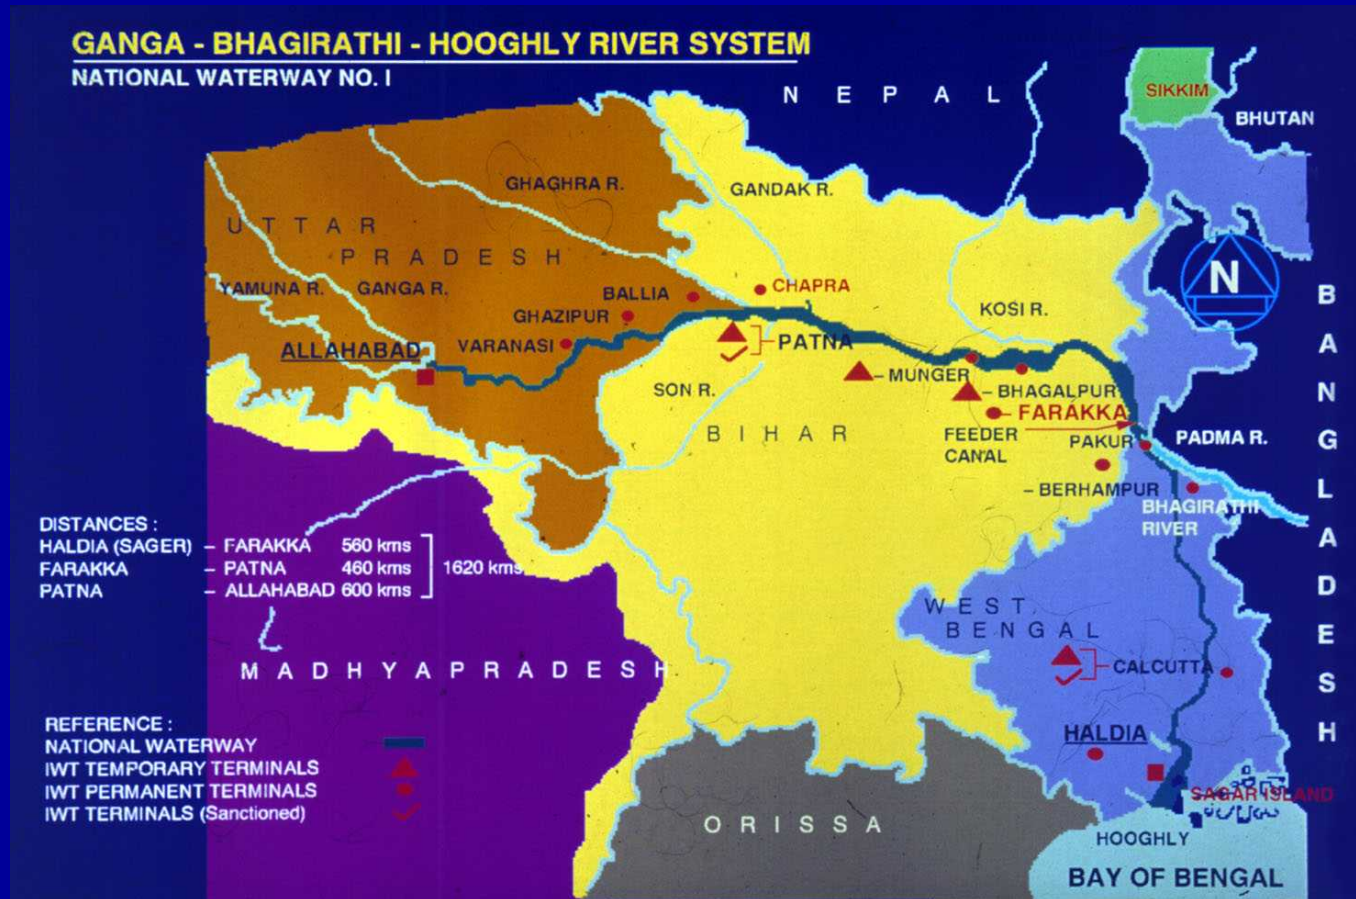 GANGA - BHAGIRATHI - HOOGHLY RIVER SYSTEM
NATIONAL WATERWAY NO. I
NEPAL
SIKKIM
BHUTAN
GHAGHRA R.
GANDAK R.
UTTAR
PRADESH
N
YAMUNA R.
GANGA R.
BALLIA
CHAPRA
GHAZIPUR
KOSI R.
ALLAHABAD
VARANASI
PATNA
MUNGER
SON R.
BHAGALPUR
FARAKKA
BIHAR
FEEDER
CANAL
PAKUR
PADMA R.
BERHAMPUR
BHAGIRATHI
RIVER
BANGLADESH
DISTANCES :
HALDIA (SAGER) – FARAKKA 560 kms
FARAKKA – PATNA 460 kms
PATNA – ALLAHABAD 600 kms
1620 kms
WEST
BENGAL
MADHYAPRADESH
CALCUTTA
HALDIA
REFERENCE :
NATIONAL WATERWAY
IWT TEMPORARY TERMINALS
IWT PERMANENT TERMINALS
IWT TERMINALS (Sanctioned)
SAGAR ISLAND
ORISSA
HOOGHLY
BAY OF BENGAL